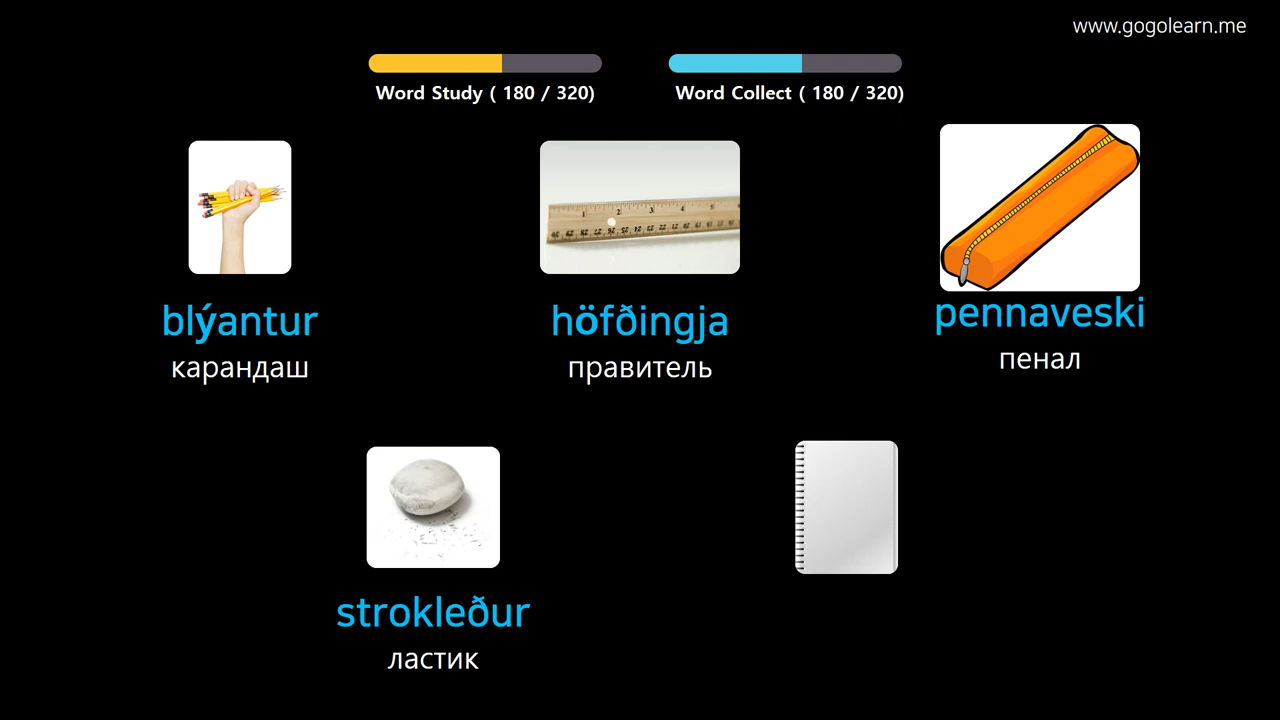 www.gogolearn.me
Word Study ( 180 / 320)
Word Collect ( 180 / 320)
blýantur
карандаш
höfðingja
правитель
pennaveski
пенал
strokleður
ластик